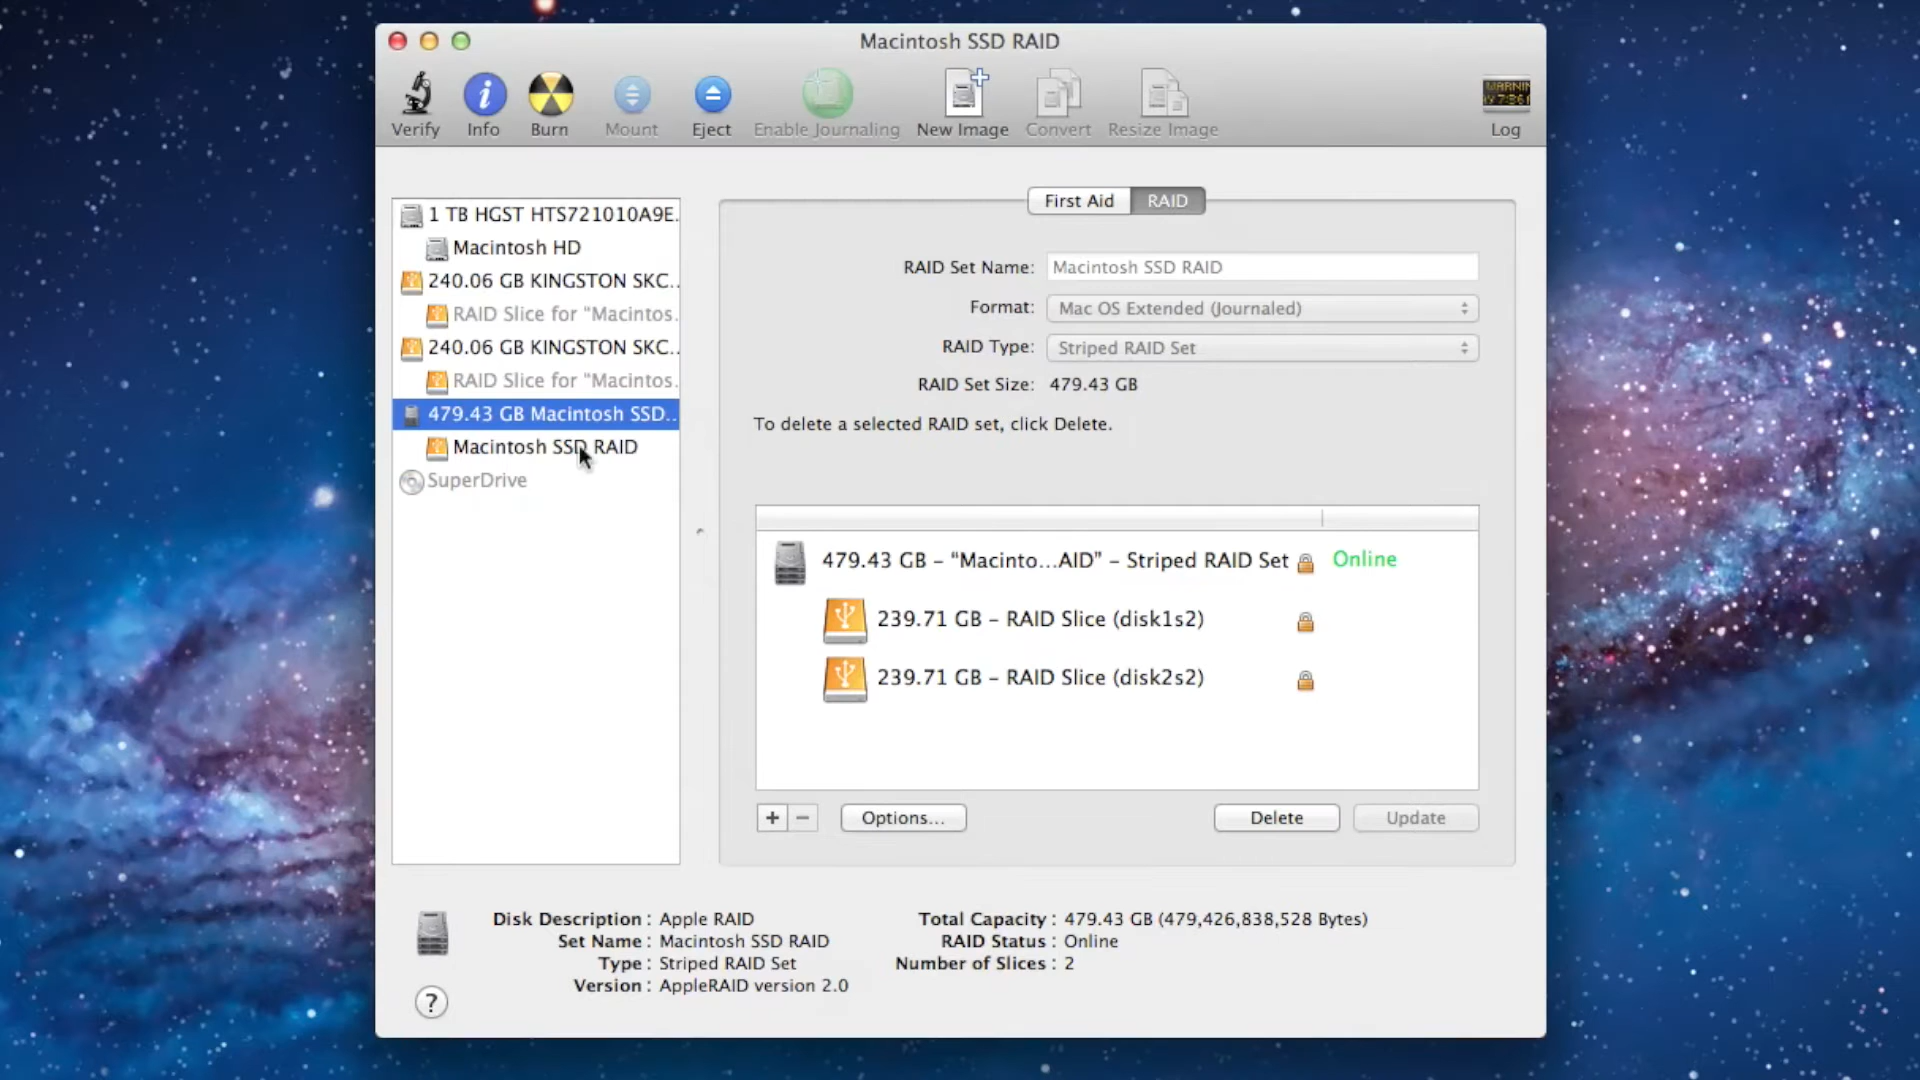 Macintosh SSD RAID
Verify
Info
Burn
Mount
Eject
Enable Journaling
New Image
Convert
Resize Image
WARNIN
AY 7:36
Log
1 TB HGST HTS721010A9E.
Macintosh HD
240.06 GB KINGSTON SKC..
RAID Slice for “Macintos.
240.06 GB KINGSTON SKC..
RAID Slice for “Macintos.
479.43 GB Macintosh SSD..
Macintosh SSD RAID
SuperDrive
First Aid
RAID
RAID Set Name: Macintosh SSD RAID
Format: Mac OS Extended (Journaled)
RAID Type: Striped RAID Set
RAID Set Size: 479.43 GB
To delete a selected RAID set, click Delete.
479.43 GB – “Macinto...AID” – Striped RAID Set Online
239.71 GB – RAID Slice (disk1s2)
239.71 GB – RAID Slice (disk2s2)
+ −
Options...
Delete
Update
Disk Description : Apple RAID
Set Name : Macintosh SSD RAID
Type : Striped RAID Set
Version : AppleRAID version 2.0
Total Capacity : 479.43 GB (479,426,838,528 Bytes)
RAID Status : Online
Number of Slices : 2
?